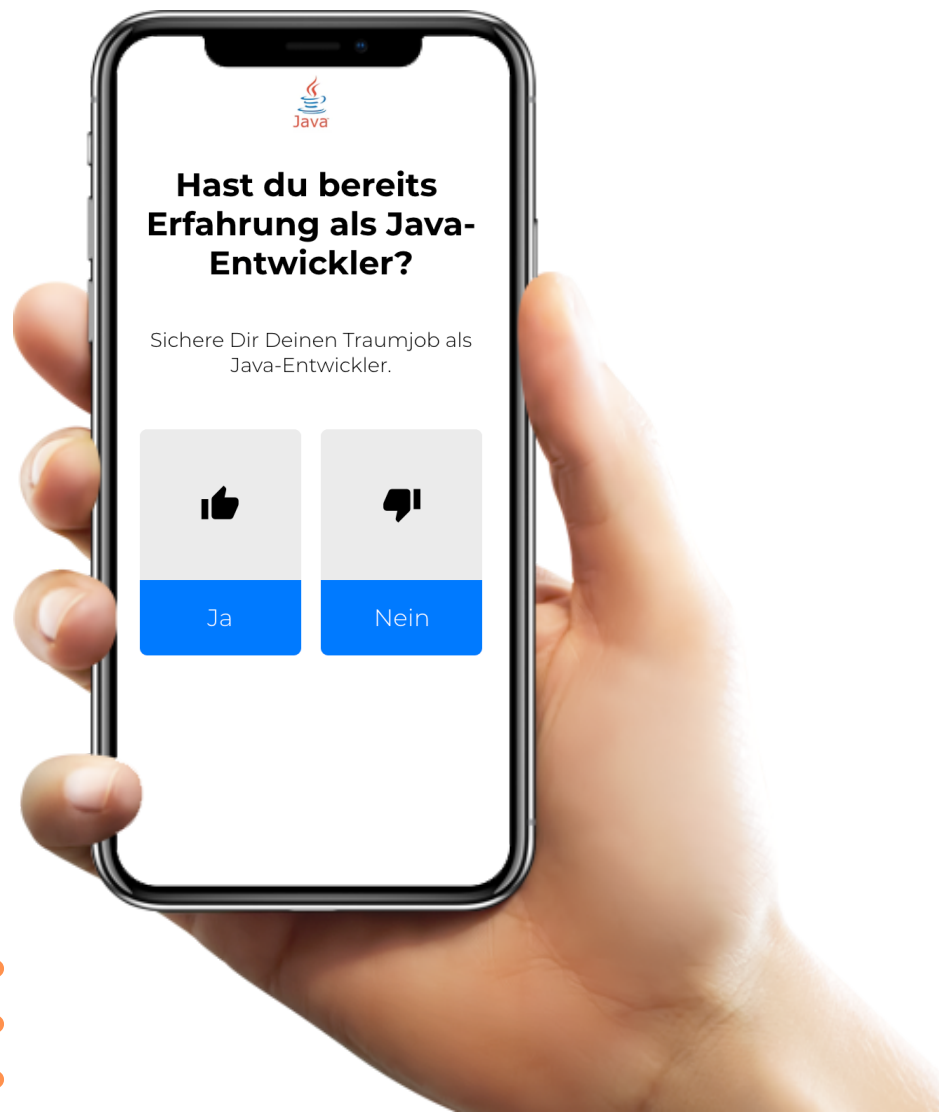 Java
Hast du bereits
Erfahrung als Java-
Entwickler?
Sichere Dir Deinen Traumjob als
Java-Entwickler.
Ja
Nein